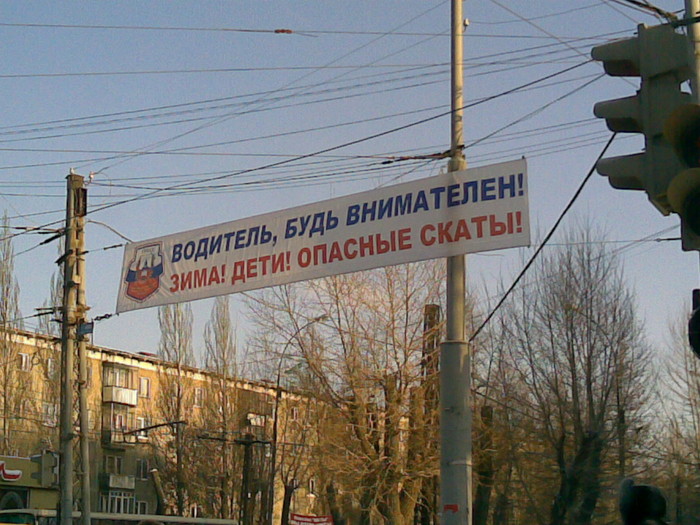 ВОДИТЕЛЬ, БУДЬ ВНИМАТЕЛЕН!
ЗИМА! ДЕТИ! ОПАСНЫЕ СКАТЫ!